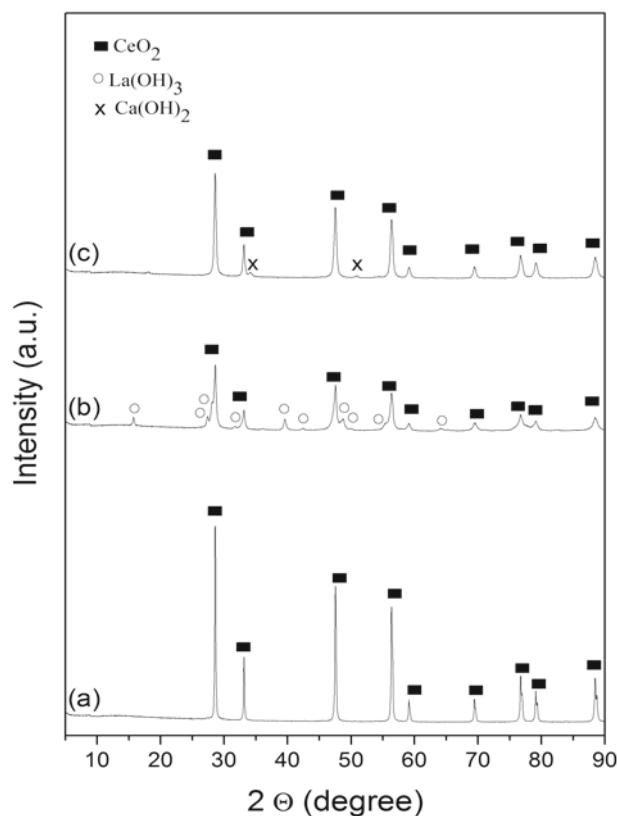 ■ CeO2
○ La(OH)3
x Ca(OH)2
(c)
x x
(b)
(a)
Intensity (a.u.)
10 20 30 40 50 60 70 80 90
2 Θ (degree)